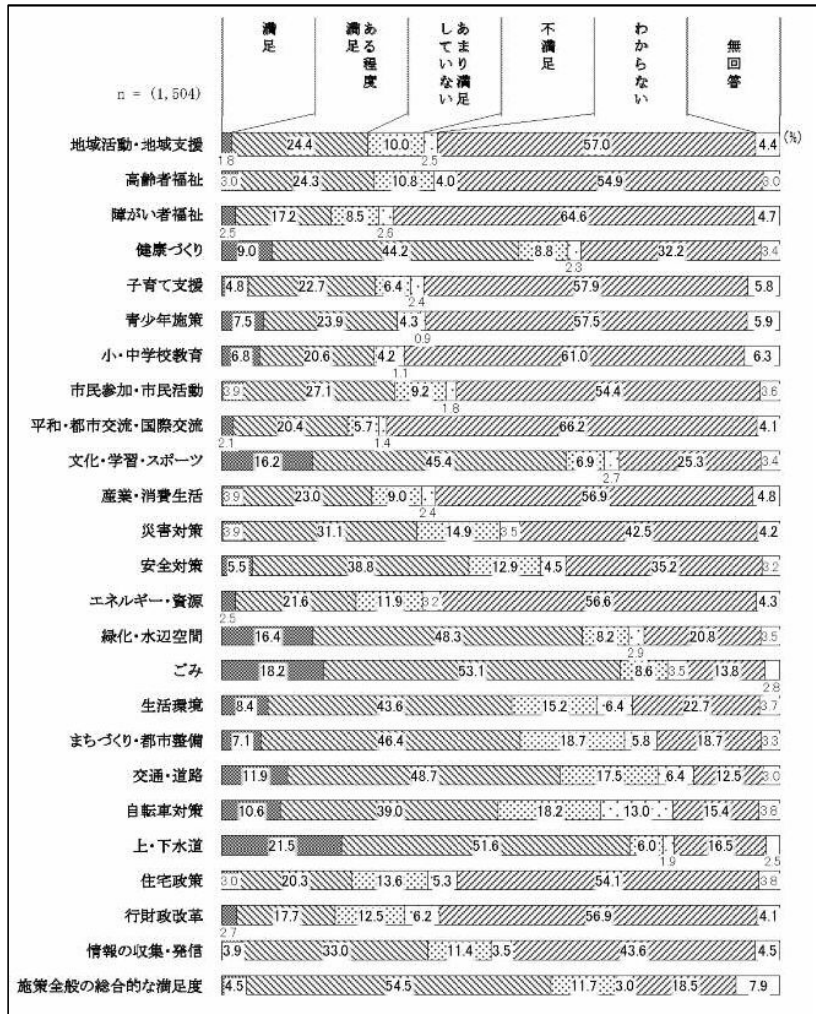 満足
ある程度
満足
あまり満足
していない
不満足
わからない
無回答
n = (1,504)
(%)
地域活動・地域支援 1.8 24.4 10.0 2.5 57.0 4.4
高齢者福祉 3.0 24.3 10.8 4.0 54.9 3.0
障がい者福祉 2.5 17.2 8.5 2.6 64.6 4.7
健康づくり 9.0 44.2 8.8 2.3 32.2 3.4
子育て支援 4.8 22.7 6.4 2.4 57.9 5.8
青少年施策 7.5 23.9 4.3 0.9 57.5 5.9
小・中学校教育 6.8 20.6 4.2 1.1 61.0 6.3
市民参加・市民活動 3.9 27.1 9.2 1.8 54.4 3.6
平和・都市交流・国際交流 2.1 20.4 5.7 1.4 66.2 4.1
文化・学習・スポーツ 16.2 45.4 6.9 2.7 25.3 3.4
産業・消費生活 3.9 23.0 9.0 2.4 56.9 4.8
災害対策 3.9 31.1 14.9 3.5 42.5 4.2
安全対策 5.5 38.8 12.9 4.5 35.2 3.2
エネルギー・資源 2.5 21.6 11.9 3.2 56.6 4.3
緑化・水辺空間 16.4 48.3 8.2 2.9 20.8 3.5
ごみ 18.2 53.1 8.6 3.5 13.8 2.8
生活環境 8.4 43.6 15.2 6.4 22.7 3.7
まちづくり・都市整備 7.1 46.4 18.7 5.8 18.7 3.3
交通・道路 11.9 48.7 17.5 6.4 12.5 3.0
自転車対策 10.6 39.0 18.2 13.0 15.4 3.8
上・下水道 21.5 51.6 6.0 1.9 16.5 2.5
住宅政策 3.0 20.3 13.6 5.3 54.1 3.8
行財政改革 2.7 17.7 12.5 6.2 56.9 4.1
情報の収集・発信 3.9 33.0 11.4 3.5 43.6 4.5
施策全般の総合的な満足度 4.5 54.5 11.7 3.0 18.5 7.9